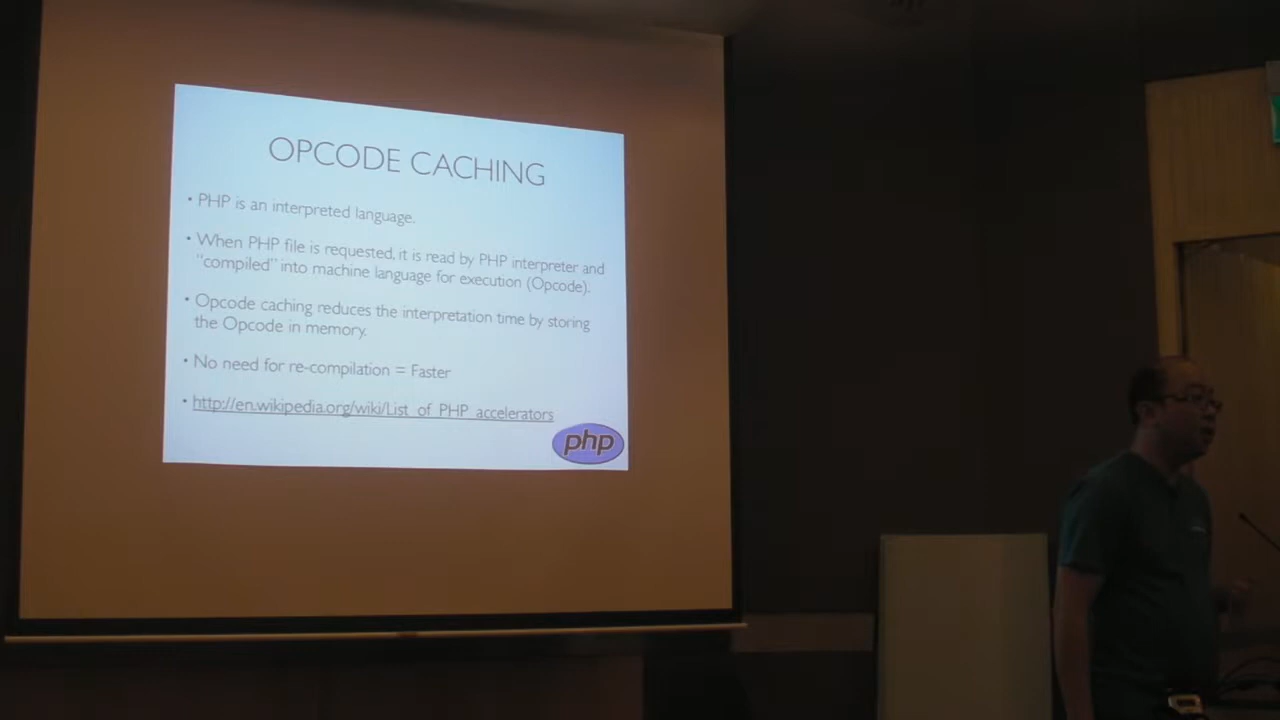 OPCODE CACHING
• PHP is an interpreted language.
• When PHP file is requested, it is read by PHP interpreter and
"compiled" into machine language for execution (Opcode).
• Opcode caching reduces the interpretation time by storing
the Opcode in memory.
• No need for re-compilation = Faster
• http://en.wikipedia.org/wiki/List_of_PHP_accelerators
php